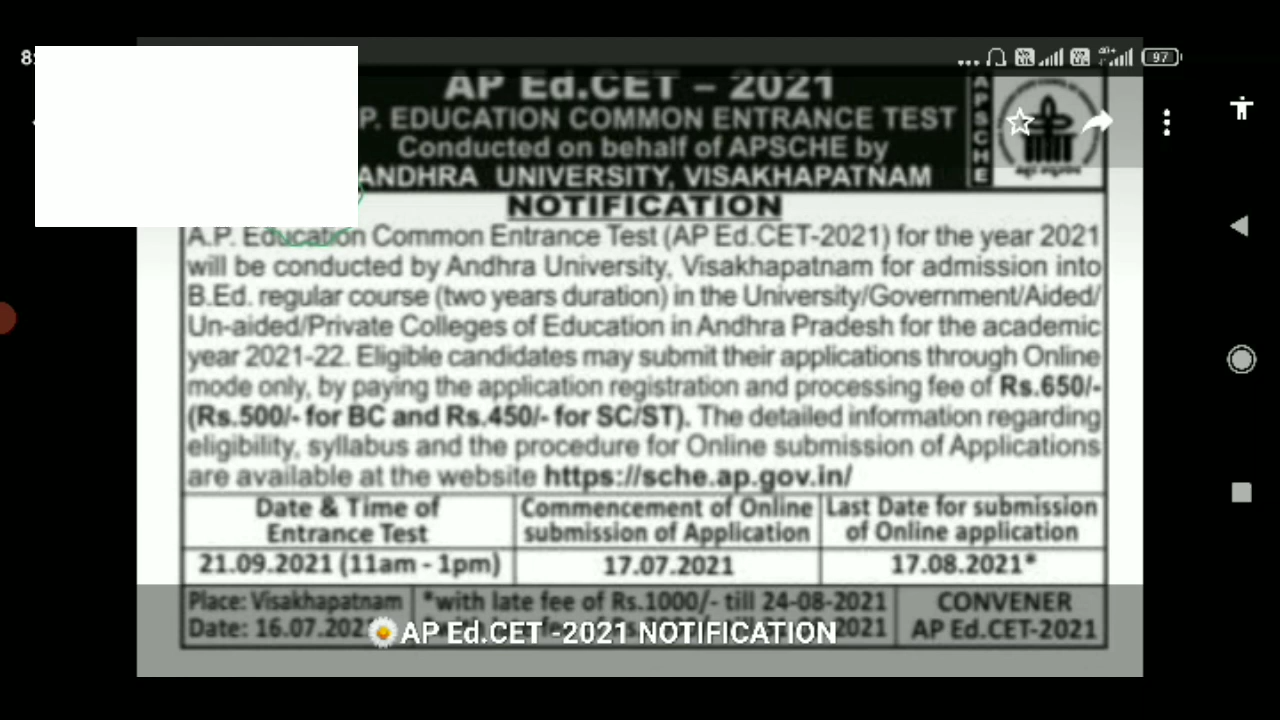 8
97
AP Ed.CET – 2021
P. EDUCATION COMMON ENTRANCE TEST
Conducted on behalf of APSCHE by
ANDHRA UNIVERSITY, VISAKHAPATNAM
APSCHE
NOTIFICATION
A.P. Education Common Entrance Test (AP Ed.CET-2021) for the year 2021
will be conducted by Andhra University, Visakhapatnam for admission into
B.Ed. regular course (two years duration) in the University/Government/Aided/
Un-aided/Private Colleges of Education in Andhra Pradesh for the academic
year 2021-22. Eligible candidates may submit their applications through Online
mode only, by paying the application registration and processing fee of Rs.650/-
(Rs.500/- for BC and Rs.450/- for SC/ST). The detailed information regarding
eligibility, syllabus and the procedure for Online submission of Applications
are available at the website https://sche.ap.gov.in/
Date & Time of
Entrance Test
Commencement of Online
submission of Application
Last Date for submission
of Online application
21.09.2021 (11am - 1pm)
17.07.2021
17.08.2021*
Place: Visakhapatnam
Date: 16.07.202
*with late fee of Rs.1000/- till 24-08-2021
2021
CONVENER
AP Ed.CET-2021
AP Ed.CET -2021 NOTIFICATION